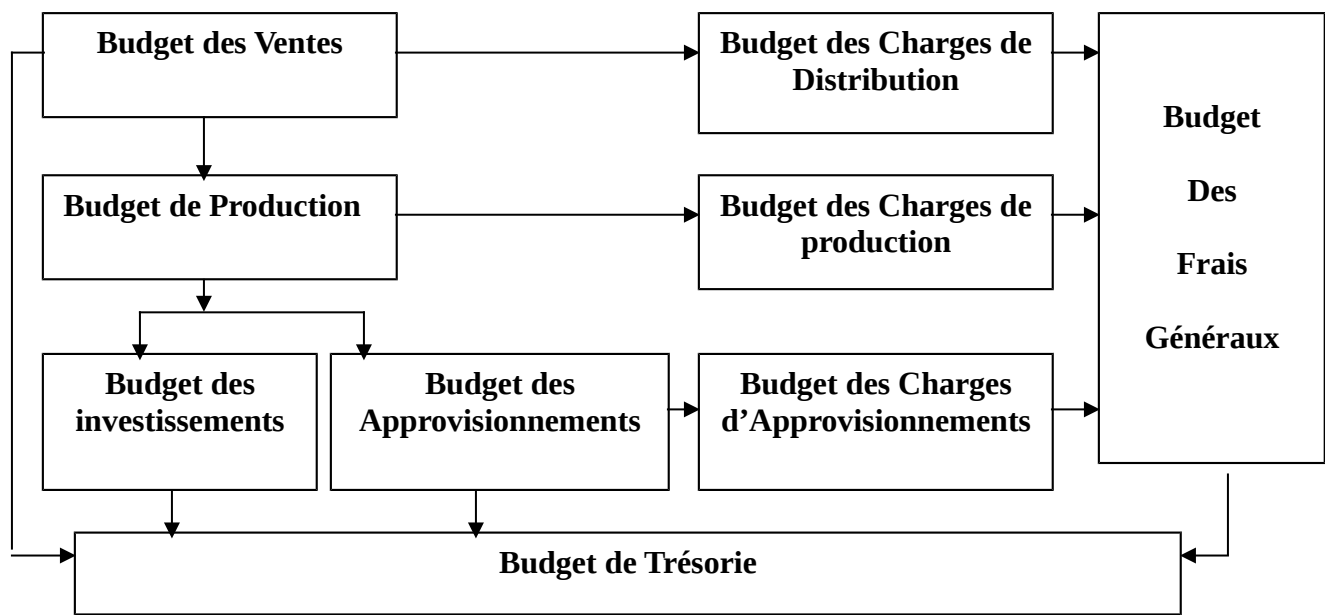 Budget des Ventes
Budget des Charges de
Distribution
Budget
Des
Frais
Généraux
Budget de Production
Budget des Charges de
production
Budget des
investissements
Budget des
Approvisionnements
Budget des Charges
d’Approvisionnements
Budget de Trésorie